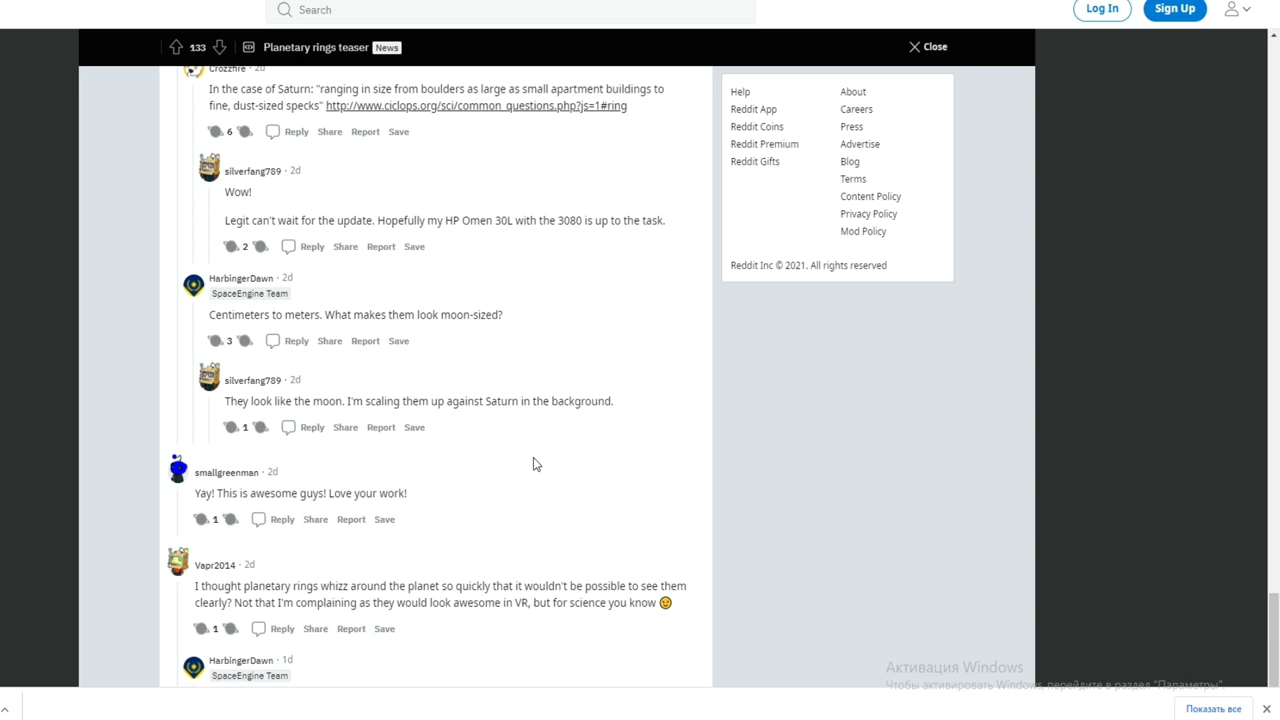 Search
Log In
Sign Up
133
Planetary rings teaser
News
Close
Crozzfire · 2d
In the case of Saturn: "ranging in size from boulders as large as small apartment buildings to
fine, dust-sized specks" http://www.ciclops.org/sci/common_questions.php?js=1#ring
6 Reply Share Report Save
silverfang789 · 2d
Wow!
Legit can't wait for the update. Hopefully my HP Omen 30L with the 3080 is up to the task.
2 Reply Share Report Save
HarbingerDawn · 2d
SpaceEngine Team
Centimeters to meters. What makes them look moon-sized?
3 Reply Share Report Save
silverfang789 · 2d
They look like the moon. I'm scaling them up against Saturn in the background.
1 Reply Share Report Save
smallgreenman · 2d
Yay! This is awesome guys! Love your work!
1 Reply Share Report Save
Vapr2014 · 2d
I thought planetary rings whizz around the planet so quickly that it wouldn't be possible to see them
clearly? Not that I'm complaining as they would look awesome in VR, but for science you know 😉
1 Reply Share Report Save
HarbingerDawn · 1d
SpaceEngine Team
Help
Reddit App
Reddit Coins
Reddit Premium
Reddit Gifts
About
Careers
Press
Advertise
Blog
Terms
Content Policy
Privacy Policy
Mod Policy
Reddit Inc © 2021. All rights reserved
Активация Windows
Чтобы активировать Windows, перейдите в раздел "Параметры".
Показать все